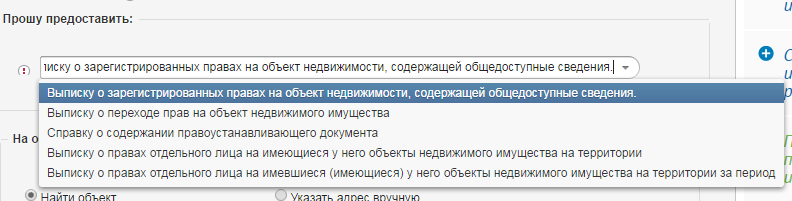 Прошу предоставить:
писку о зарегистрированных правах на объект недвижимости, содержащей общедоступные сведения.
Выписку о зарегистрированных правах на объект недвижимости, содержащей общедоступные сведения.
Выписку о переходе прав на объект недвижимого имущества
Справку о содержании правоустанавливающего документа
На о
Выписку о правах отдельного лица на имеющиеся у него объекты недвижимого имущества на территории
Выписку о правах отдельного лица на имевшиеся (имеющиеся) у него объекты недвижимого имущества на территории за период
Найти объект
Указать адрес вручную